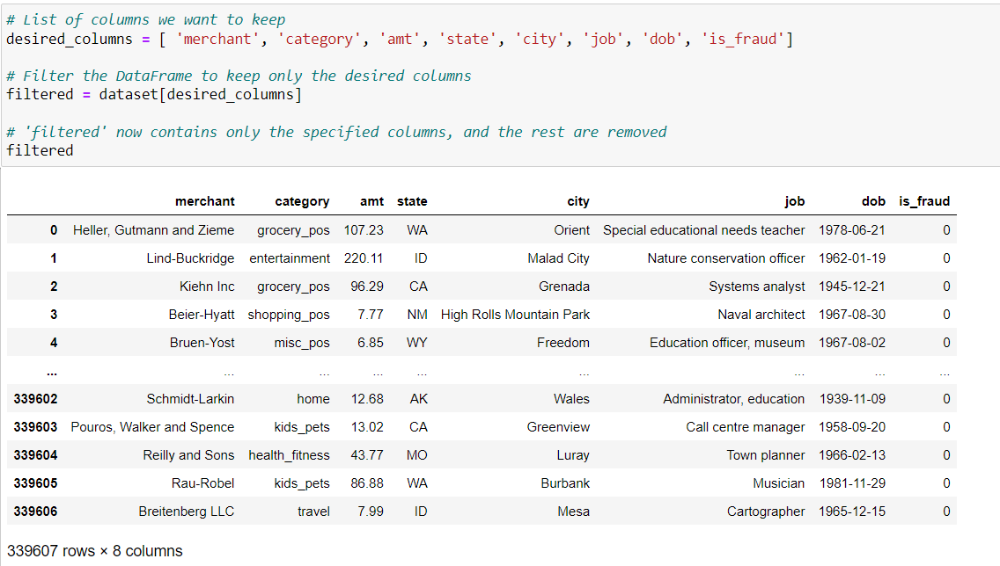 # List of columns we want to keep
desired_columns = [ 'merchant', 'category', 'amt', 'state', 'city', 'job', 'dob', 'is_fraud']
# Filter the DataFrame to keep only the desired columns
filtered = dataset[desired_columns]
# 'filtered' now contains only the specified columns, and the rest are removed
filtered
merchant category amt state city job dob is_fraud
0 Heller, Gutmann and Zieme grocery_pos 107.23 WA Orient Special educational needs teacher 1978-06-21 0
1 Lind-Buckridge entertainment 220.11 ID Malad City Nature conservation officer 1962-01-19 0
2 Kiehn Inc grocery_pos 96.29 CA Grenada Systems analyst 1945-12-21 0
3 Beier-Hyatt shopping_pos 7.77 NM High Rolls Mountain Park Naval architect 1967-08-30 0
4 Bruen-Yost misc_pos 6.85 WY Freedom Education officer, museum 1967-08-02 0
... ... ... ... ... ... ... ... ...
339602 Schmidt-Larkin home 12.68 AK Wales Administrator, education 1939-11-09 0
339603 Pouros, Walker and Spence kids_pets 13.02 CA Greenview Call centre manager 1958-09-20 0
339604 Reilly and Sons health_fitness 43.77 MO Luray Town planner 1966-02-13 0
339605 Rau-Robel kids_pets 86.88 WA Burbank Musician 1981-11-29 0
339606 Breitenberg LLC travel 7.99 ID Mesa Cartographer 1965-12-15 0
339607 rows × 8 columns